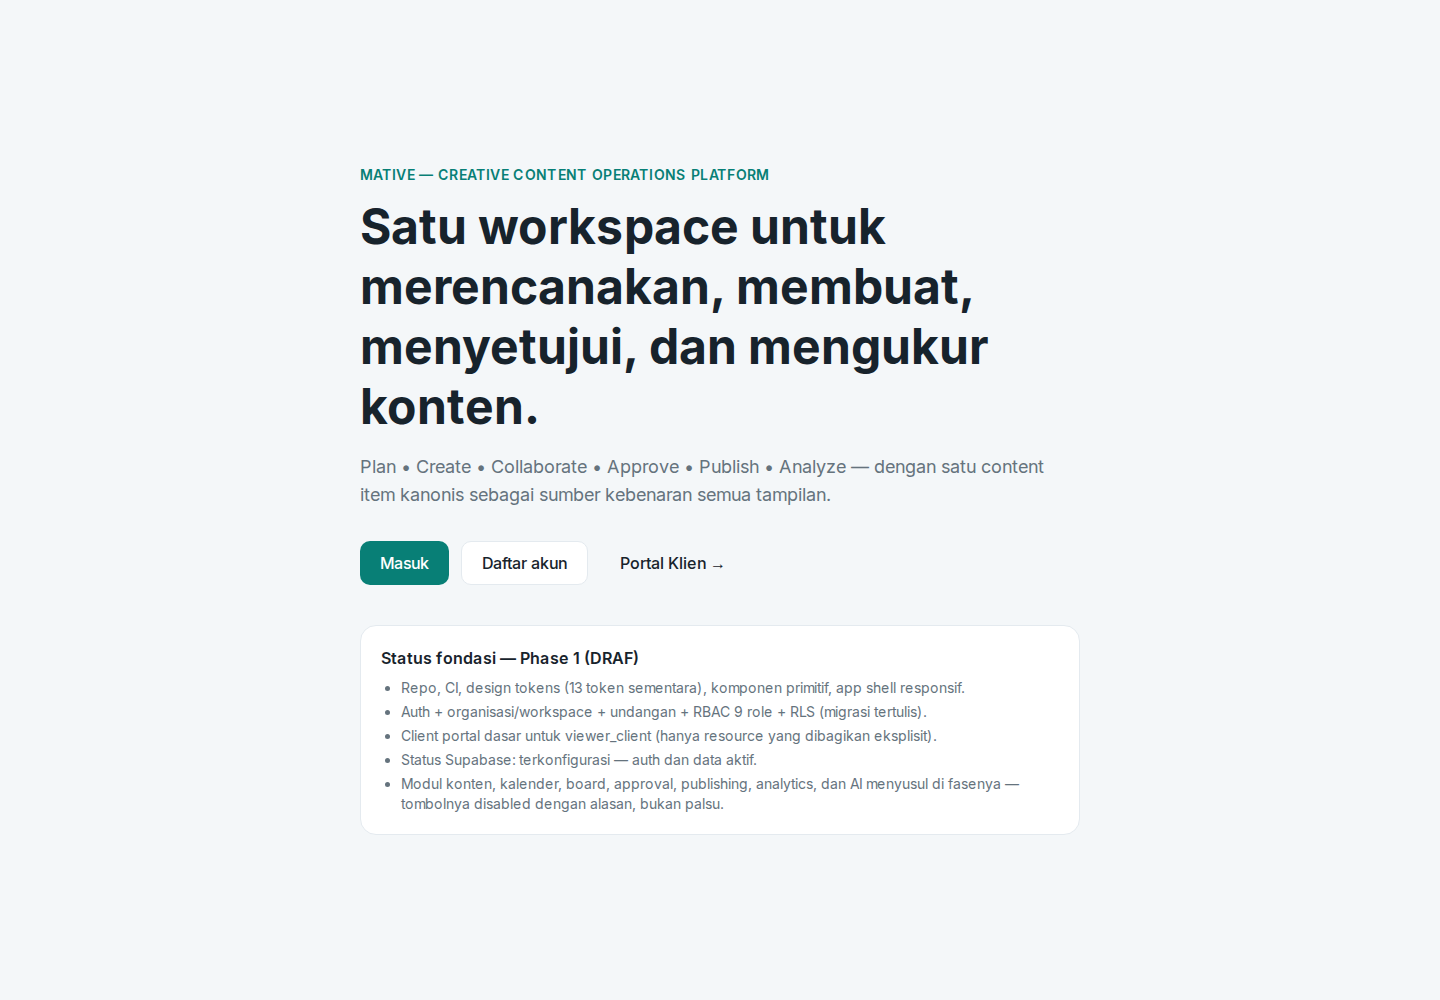 MATIVE — CREATIVE CONTENT OPERATIONS PLATFORM
Satu workspace untuk
merencanakan, membuat,
menyetujui, dan mengukur
konten.
Plan • Create • Collaborate • Approve • Publish • Analyze — dengan satu content
item kanonis sebagai sumber kebenaran semua tampilan.
Masuk
Daftar akun
Portal Klien →
Status fondasi — Phase 1 (DRAF)
• Repo, CI, design tokens (13 token sementara), komponen primitif, app shell responsif.
• Auth + organisasi/workspace + undangan + RBAC 9 role + RLS (migrasi tertulis).
• Client portal dasar untuk viewer_client (hanya resource yang dibagikan eksplisit).
• Status Supabase: terkonfigurasi — auth dan data aktif.
• Modul konten, kalender, board, approval, publishing, analytics, dan AI menyusul di fasenya —
tombolnya disabled dengan alasan, bukan palsu.